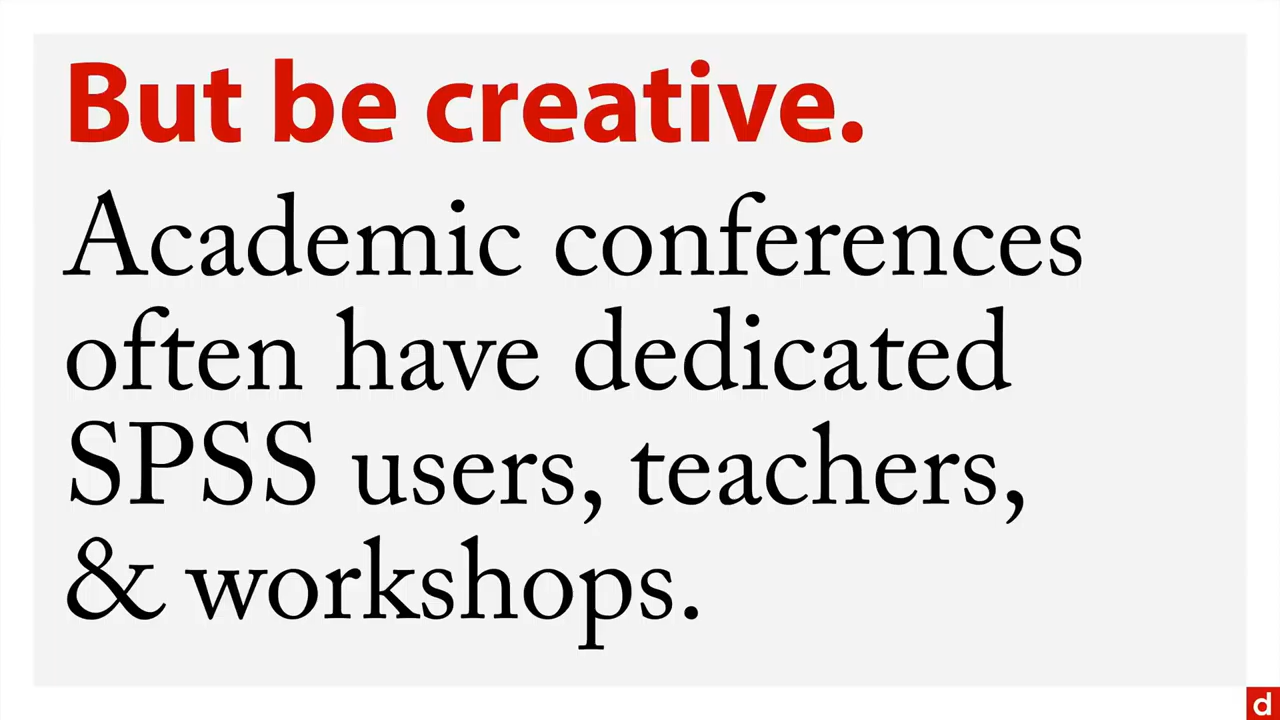 But be creative.
Academic conferences
often have dedicated
SPSS users, teachers,
& workshops.
d